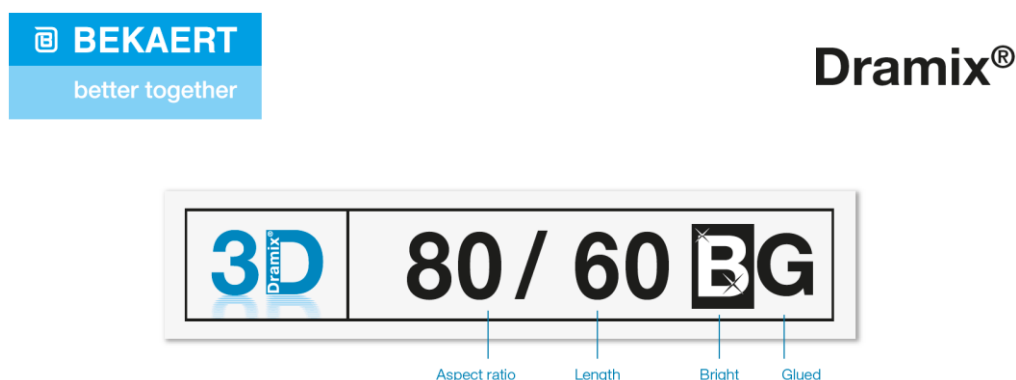 BEKAERT
better together
Dramix®
3D Dramix® 80/ 60 BG
Aspect ratio Length Bright Glued